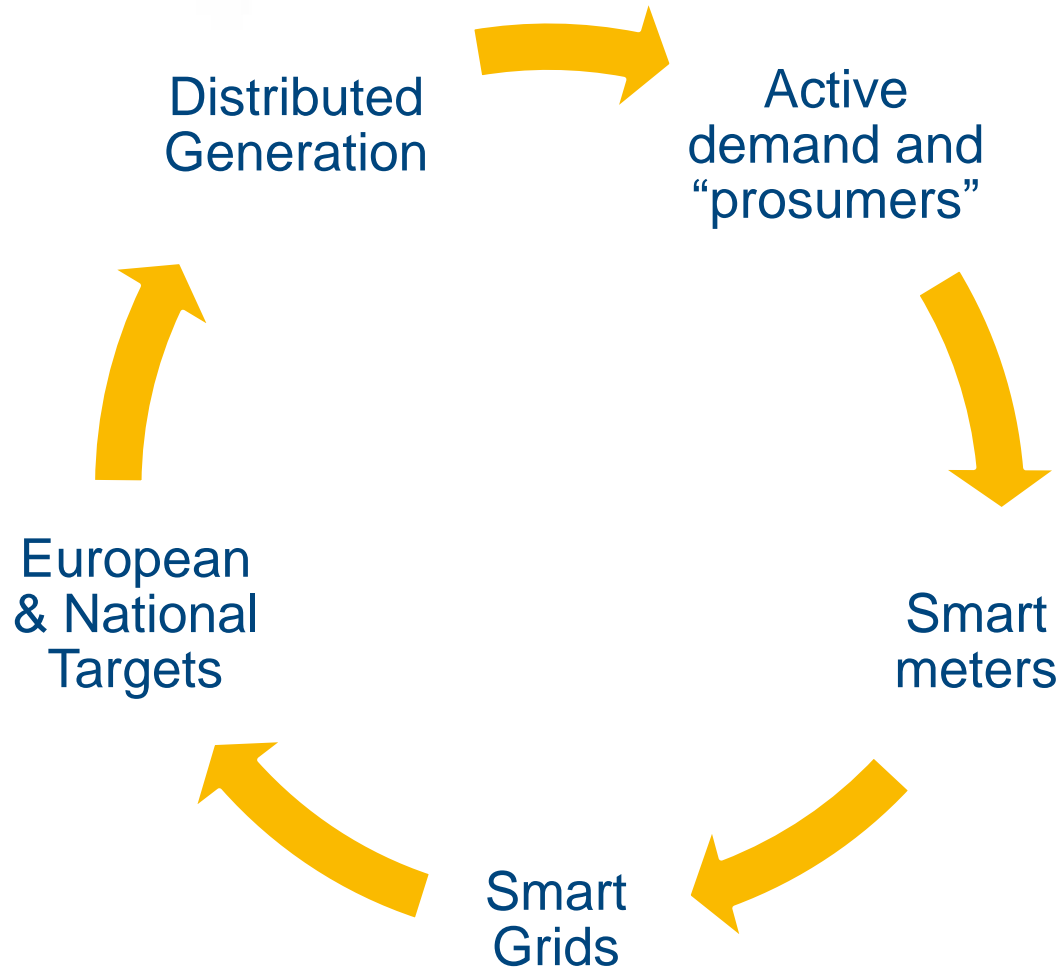 Distributed
Generation
Active
demand and
“prosumers”
European
& National
Targets
Smart
meters
Smart
Grids